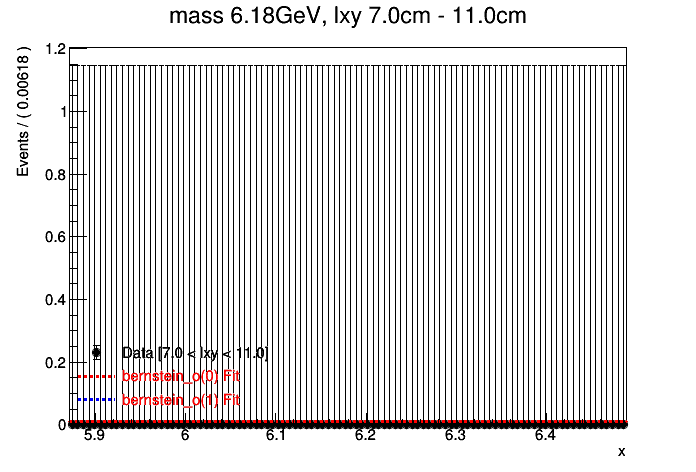 mass 6.18GeV, lxy 7.0cm - 11.0cm
Events / ( 0.00618 )
1.2
1
0.8
0.6
0.4
0.2
0
Data [7.0 < lxy < 11.0]
bernstein_o(0) Fit
bernstein_o(1) Fit
5.9 6 6.1 6.2 6.3 6.4
x